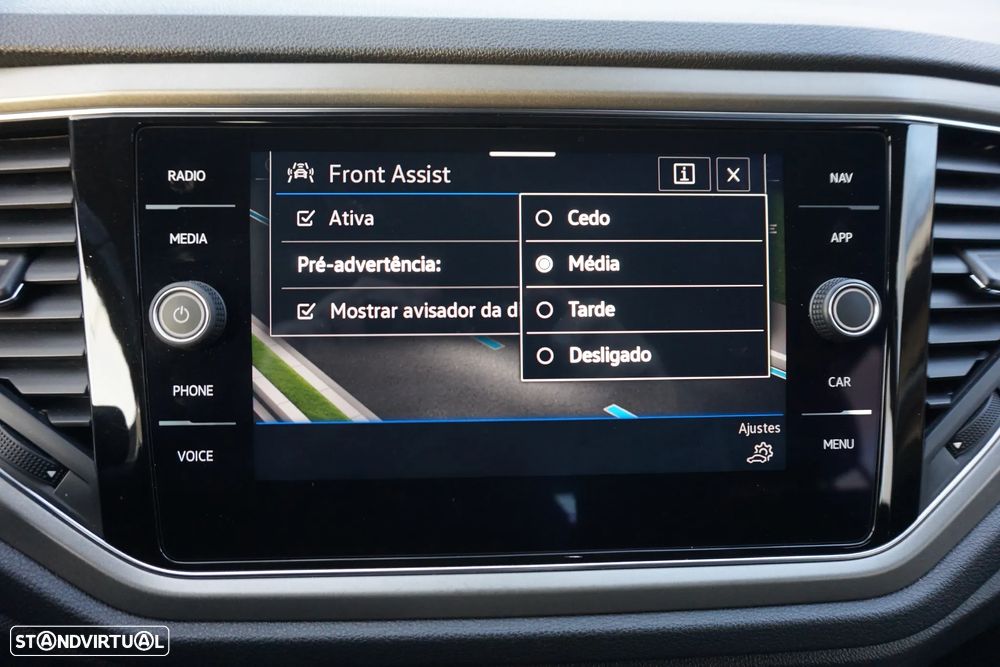 RADIO
MEDIA
PHONE
VOICE
Front Assist
i
X
Ativa
Pré-advertência:
Mostrar avisador da d
Cedo
Média
Tarde
Desligado
Ajustes
NAV
APP
CAR
MENU
STANDVIRTUAL